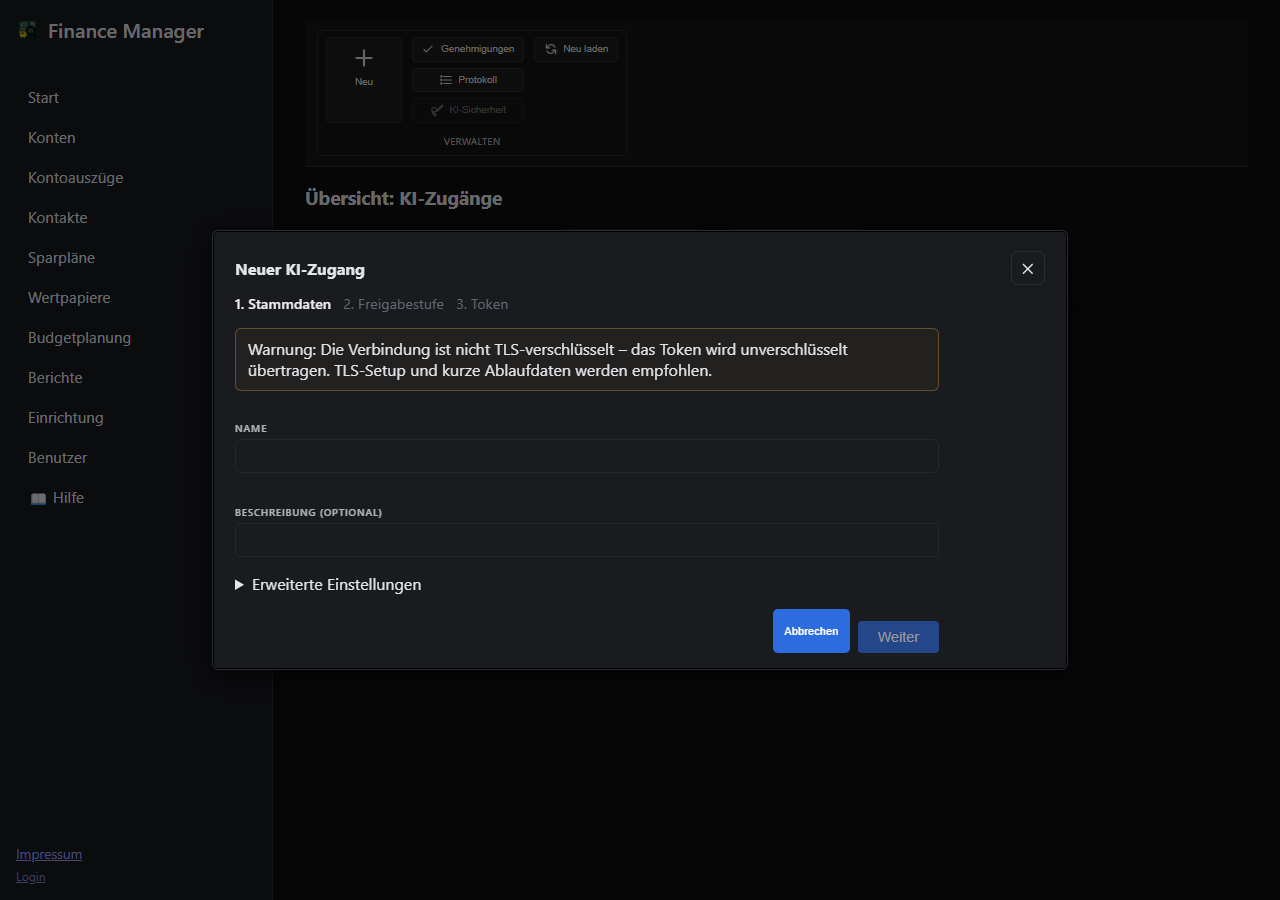 Finance Manager
Start
Konten
Kontoauszüge
Kontakte
Sparpläne
Wertpapiere
Budgetplanung
Berichte
Einrichtung
Benutzer
Hilfe
Impressum
Login
Neu
Genehmigungen
Neu laden
Protokoll
KI-Sicherheit
VERWALTEN
Übersicht: KI-Zugänge
Neuer KI-Zugang
1. Stammdaten 2. Freigabestufe 3. Token
Warnung: Die Verbindung ist nicht TLS-verschlüsselt – das Token wird unverschlüsselt
übertragen. TLS-Setup und kurze Ablaufdaten werden empfohlen.
NAME
BESCHREIBUNG (OPTIONAL)
Erweiterte Einstellungen
Abbrechen
Weiter